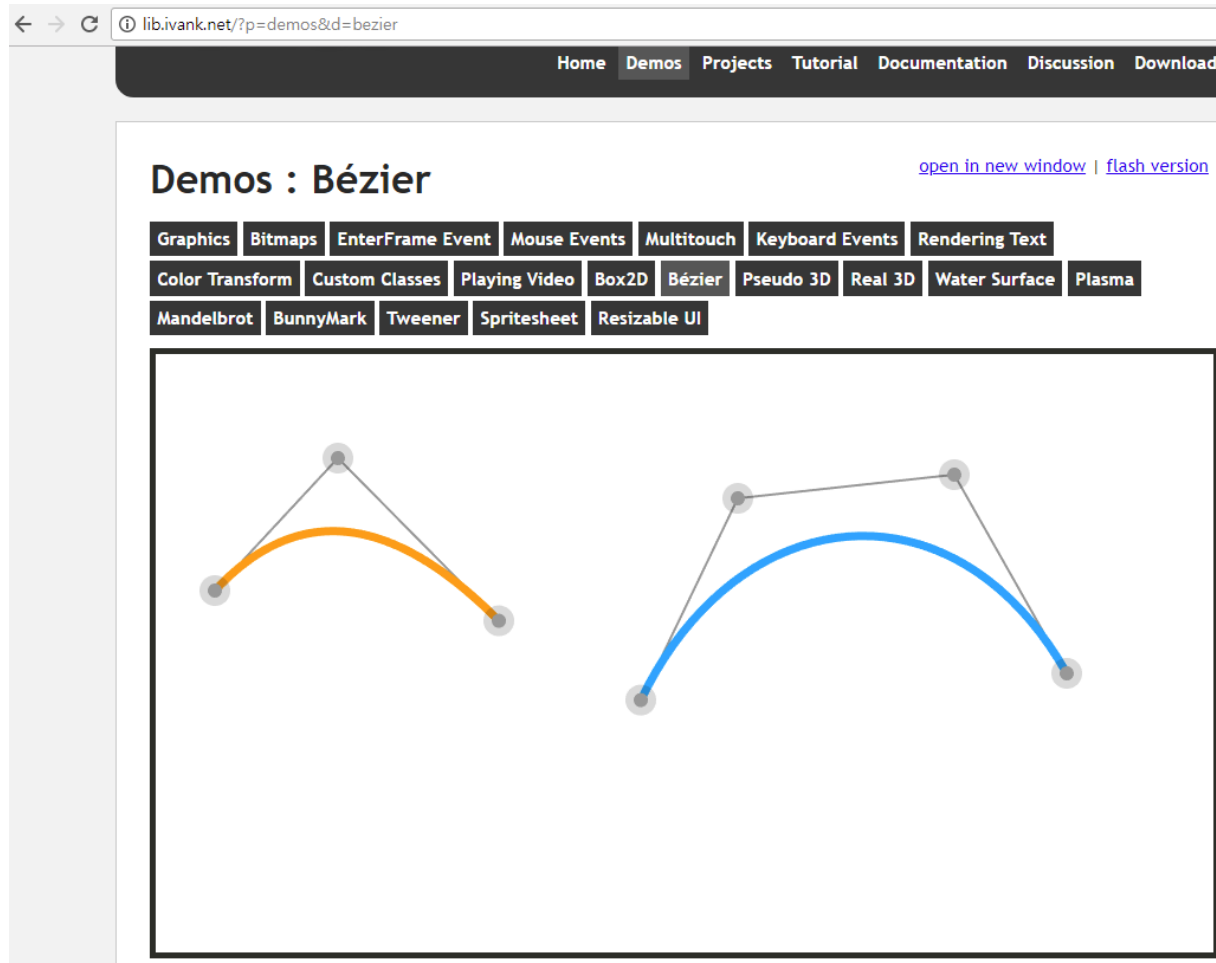 lib.ivank.net/?p=demos&d=bezier
Home Demos Projects Tutorial Documentation Discussion Download
Demos : Bézier
open in new window | flash version
Graphics Bitmaps EnterFrame Event Mouse Events Multitouch Keyboard Events Rendering Text
Color Transform Custom Classes Playing Video Box2D Bézier Pseudo 3D Real 3D Water Surface Plasma
Mandelbrot BunnyMark Tweener Spritesheet Resizable UI